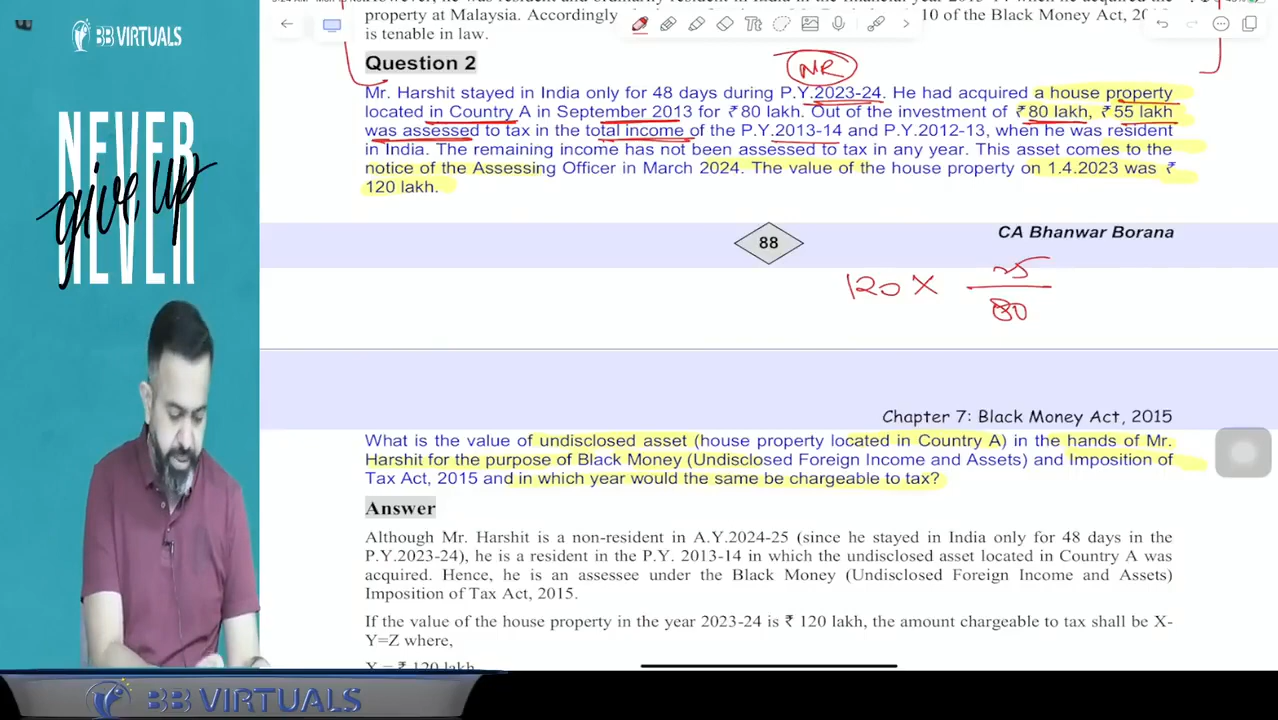 BB VIRTUALS
NEVER
give up
NEVER
property at Malaysia. Accordingly
10 of the Black Money Act,
is tenable in law.
Question 2
NR
Mr. Harshit stayed in India only for 48 days during P.Y.2023-24. He had acquired a house property
located in Country A in September 2013 for ₹ 80 lakh. Out of the investment of ₹ 80 lakh, ₹ 55 lakh
was assessed to tax in the total income of the P.Y.2013-14 and P.Y.2012-13, when he was resident
in India. The remaining income has not been assessed to tax in any year. This asset comes to the
notice of the Assessing Officer in March 2024. The value of the house property on 1.4.2023 was ₹
120 lakh.
88
CA Bhanwar Borana
120 X 25
80
Chapter 7: Black Money Act, 2015
What is the value of undisclosed asset (house property located in Country A) in the hands of Mr.
Harshit for the purpose of Black Money (Undisclosed Foreign Income and Assets) and Imposition of
Tax Act, 2015 and in which year would the same be chargeable to tax?
Answer
Although Mr. Harshit is a non-resident in A.Y.2024-25 (since he stayed in India only for 48 days in the
P.Y.2023-24), he is a resident in the P.Y. 2013-14 in which the undisclosed asset located in Country A was
acquired. Hence, he is an assessee under the Black Money (Undisclosed Foreign Income and Assets)
Imposition of Tax Act, 2015.
If the value of the house property in the year 2023-24 is ₹ 120 lakh, the amount chargeable to tax shall be X-
Y=Z where,
X = ₹ 120 lakh
BB VIRTUALS